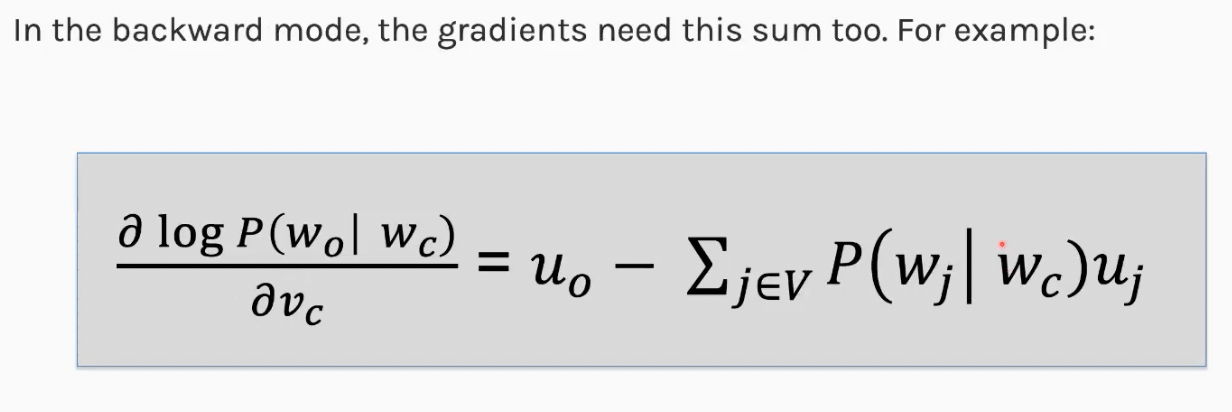 In the backward mode, the gradients need this sum too. For example:
∂ log P(w_o| w_c) / ∂v_c = u_o − ∑_{j∈V} P(w_j| w_c)u_j